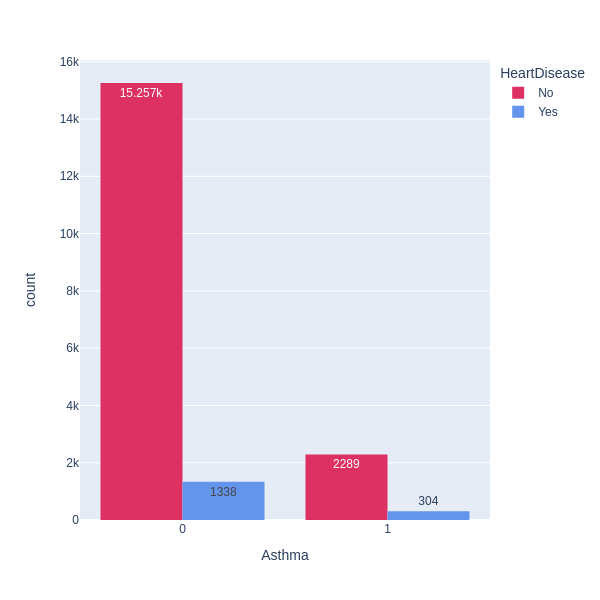 16k
14k
12k
10k
8k
6k
4k
2k
0
count
15.257k
1338
2289
304
0
1
Asthma
HeartDisease
No
Yes